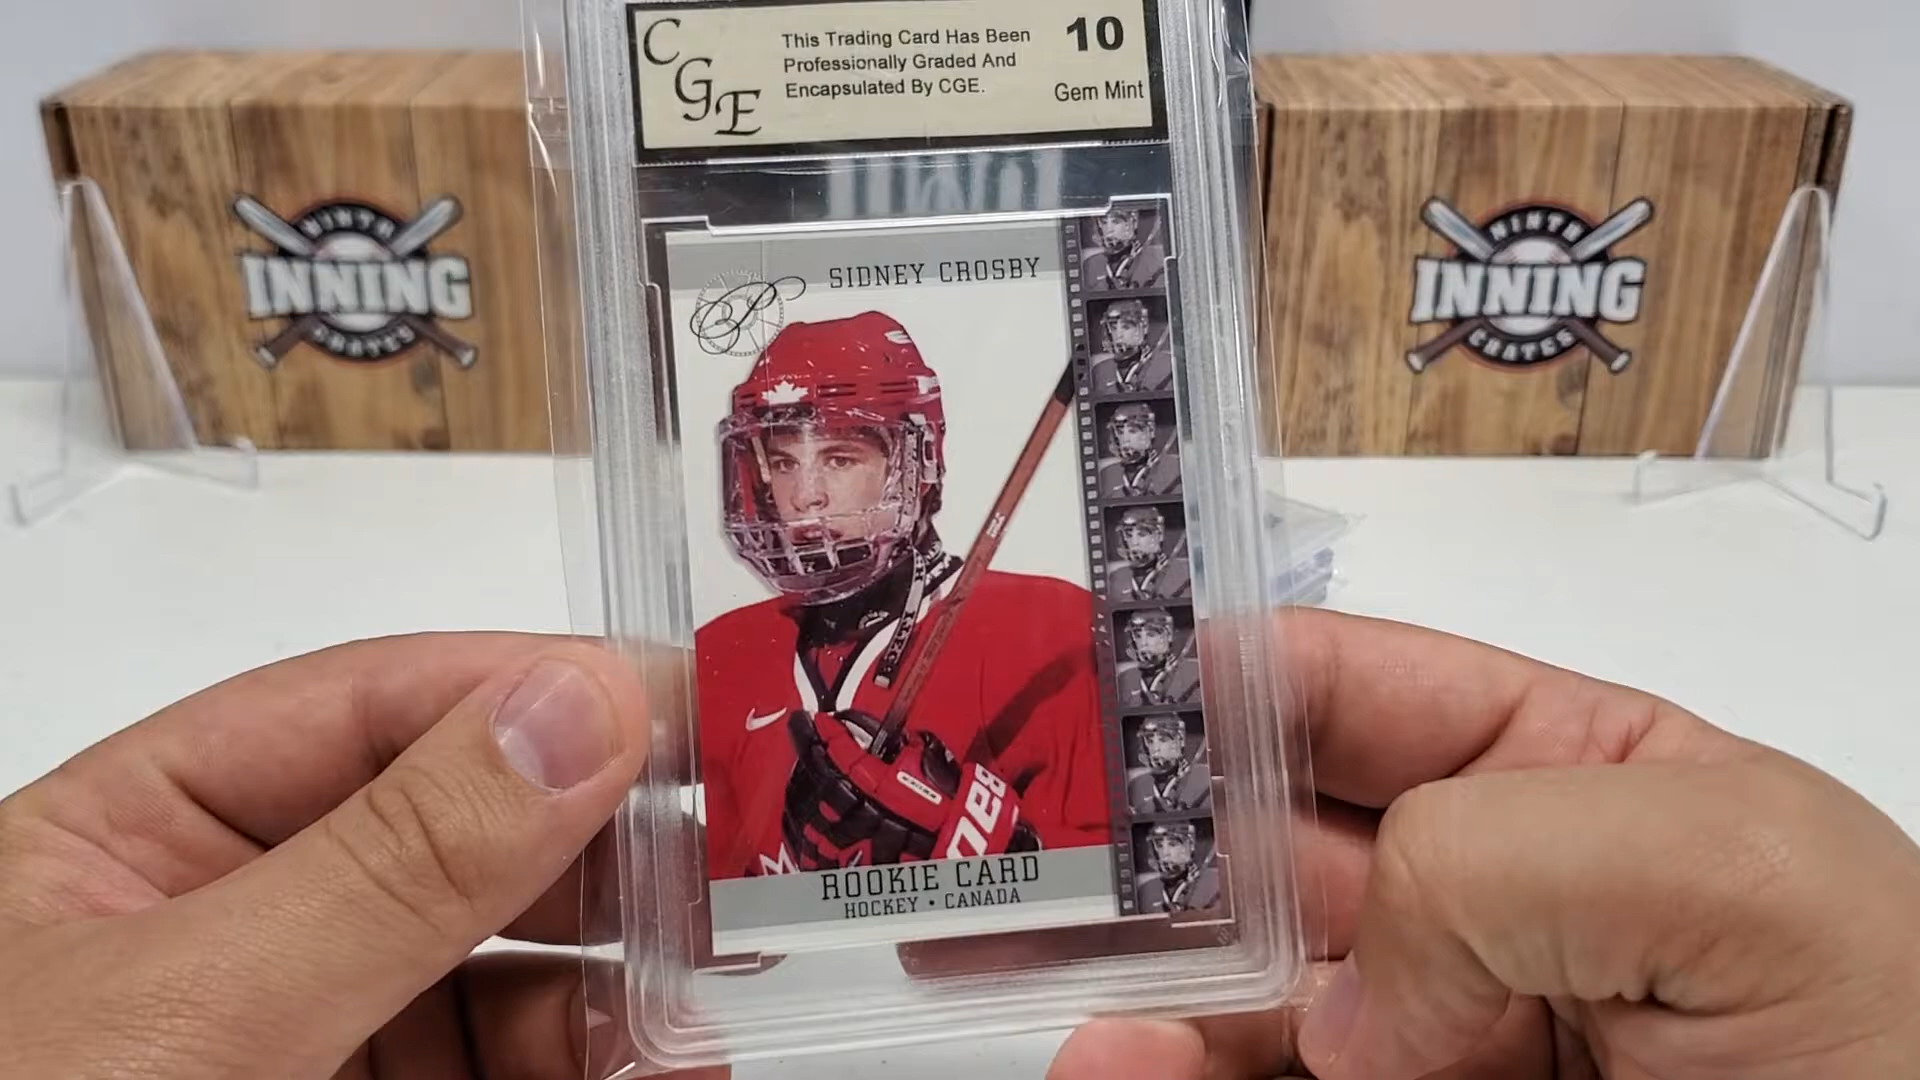 CGE
This Trading Card Has Been
Professionally Graded And
Encapsulated By CGE.
10
Gem Mint
SIDNEY CROSBY
ROOKIE CARD
HOCKEY • CANADA
NINTH
INNING
CRATES
NINTH
INNING
CRATES